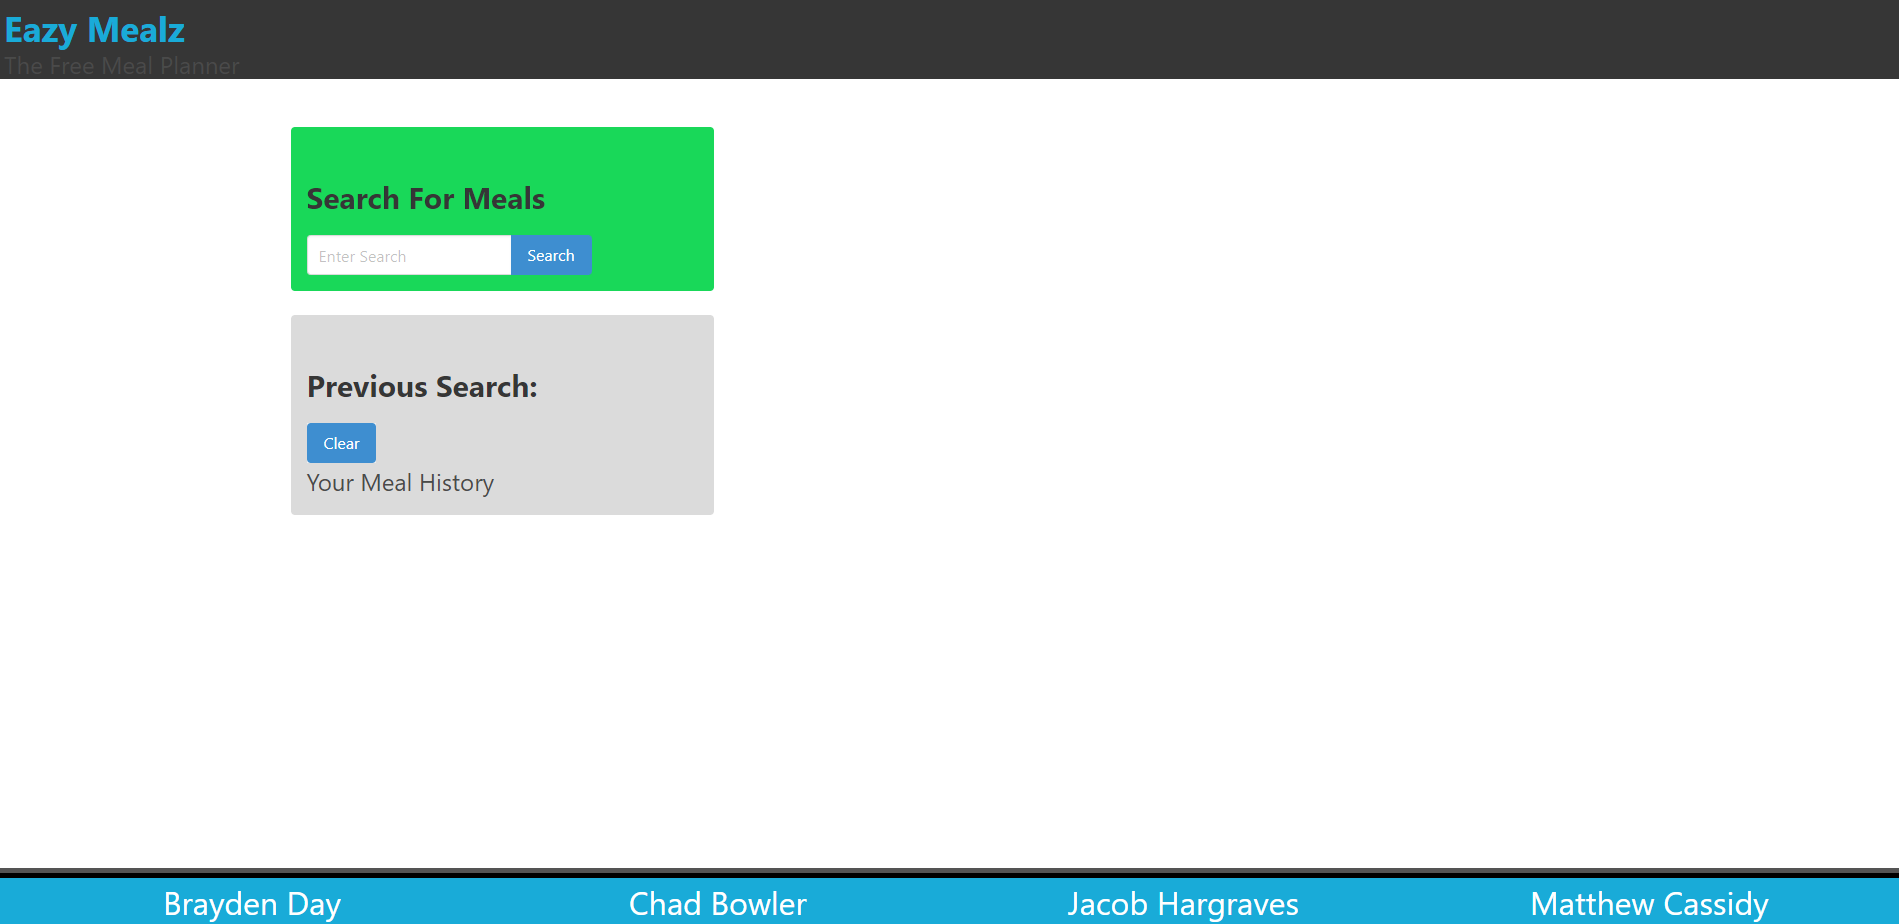 Eazy Mealz
The Free Meal Planner
Search For Meals
Enter Search Search
Previous Search:
Clear
Your Meal History
Brayden Day Chad Bowler Jacob Hargraves Matthew Cassidy